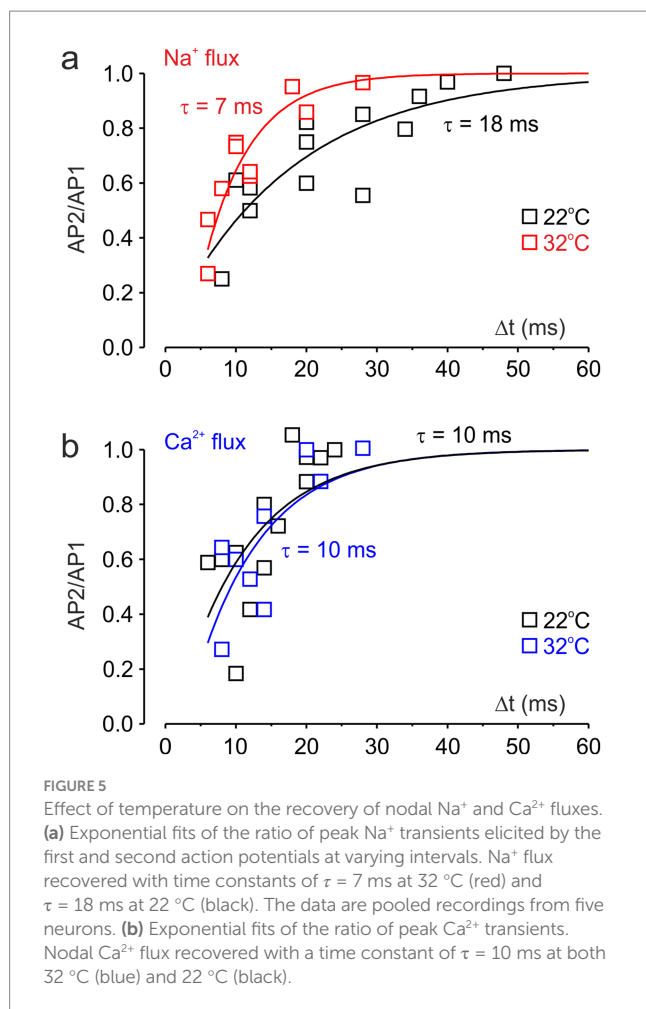 a
Na⁺ flux
1.0
0.8
0.6
0.4
0.2
0.0
AP2/AP1
τ = 7 ms
τ = 18 ms
22°C
32°C
Δt (ms)
0 10 20 30 40 50 60
b
Ca²⁺ flux
1.0
0.8
0.6
0.4
0.2
0.0
AP2/AP1
τ = 10 ms
τ = 10 ms
22°C
32°C
Δt (ms)
0 10 20 30 40 50 60
FIGURE 5
Effect of temperature on the recovery of nodal Na⁺ and Ca²⁺ fluxes.
(a) Exponential fits of the ratio of peak Na⁺ transients elicited by the
first and second action potentials at varying intervals. Na⁺ flux
recovered with time constants of τ = 7 ms at 32 °C (red) and
τ = 18 ms at 22 °C (black). The data are pooled recordings from five
neurons. (b) Exponential fits of the ratio of peak Ca²⁺ transients.
Nodal Ca²⁺ flux recovered with a time constant of τ = 10 ms at both
32 °C (blue) and 22 °C (black).